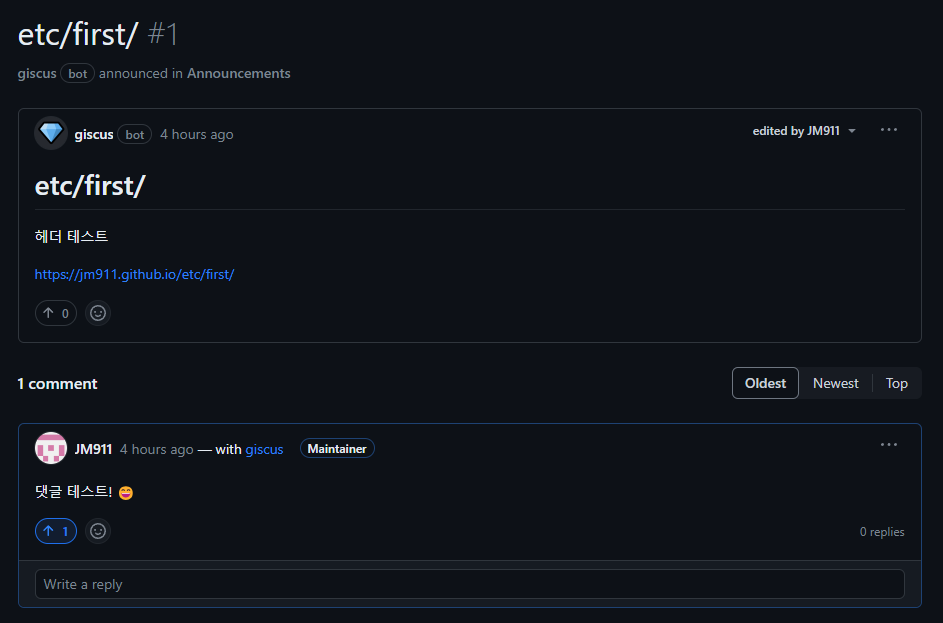 etc/first/ #1
giscus bot announced in Announcements
giscus bot 4 hours ago edited by JM911
etc/first/
헤더 테스트
https://jm911.github.io/etc/first/
0
1 comment Oldest Newest Top
JM911 4 hours ago — with giscus Maintainer
댓글 테스트! 😄
1 0 replies
Write a reply